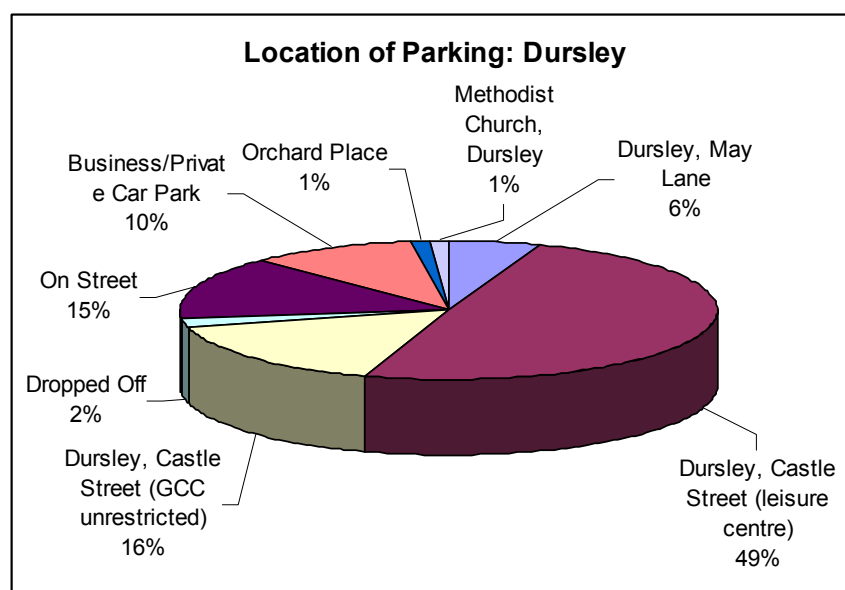 Location of Parking: Dursley
Methodist
Church,
Dursley
1%
Dursley, May
Lane
6%
Orchard Place
1%
Business/Privat
e Car Park
10%
On Street
15%
Dropped Off
2%
Dursley, Castle
Street (GCC
unrestricted)
16%
Dursley, Castle
Street (leisure
centre)
49%